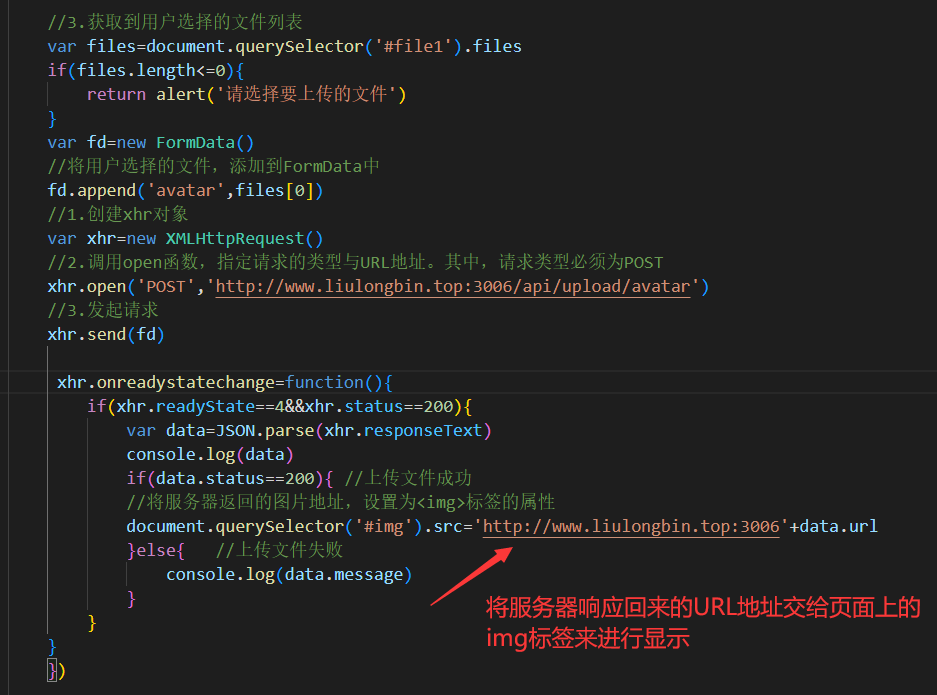 //3.获取到用户选择的文件列表
var files=document.querySelector('#file1').files
if(files.length<=0){
return alert('请选择要上传的文件')
}
var fd=new FormData()
//将用户选择的文件，添加到FormData中
fd.append('avatar',files[0])
//1.创建xhr对象
var xhr=new XMLHttpRequest()
//2.调用open函数，指定请求的类型与URL地址。其中，请求类型必须为POST
xhr.open('POST','http://www.liulongbin.top:3006/api/upload/avatar')
//3.发起请求
xhr.send(fd)
xhr.onreadystatechange=function(){
if(xhr.readyState==4&&xhr.status==200){
var data=JSON.parse(xhr.responseText)
console.log(data)
if(data.status==200){ //上传文件成功
//将服务器返回的图片地址，设置为<img>标签的属性
document.querySelector('#img').src='http://www.liulongbin.top:3006'+data.url
}else{ //上传文件失败
console.log(data.message)
}
}
}
})
将服务器响应回来的URL地址交给页面上的
img标签来进行显示